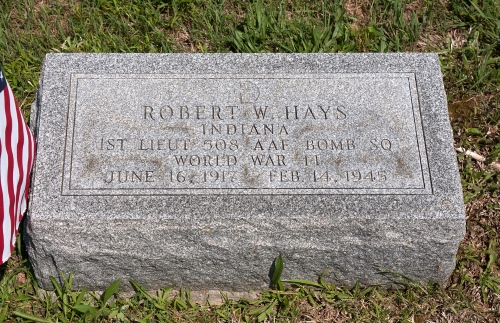 ROBERT W. HAYS
INDIANA
1ST LIEUT 508 AAF BOMB SQ
WORLD WAR II
JUNE 16, 1917 FEB 14, 1945